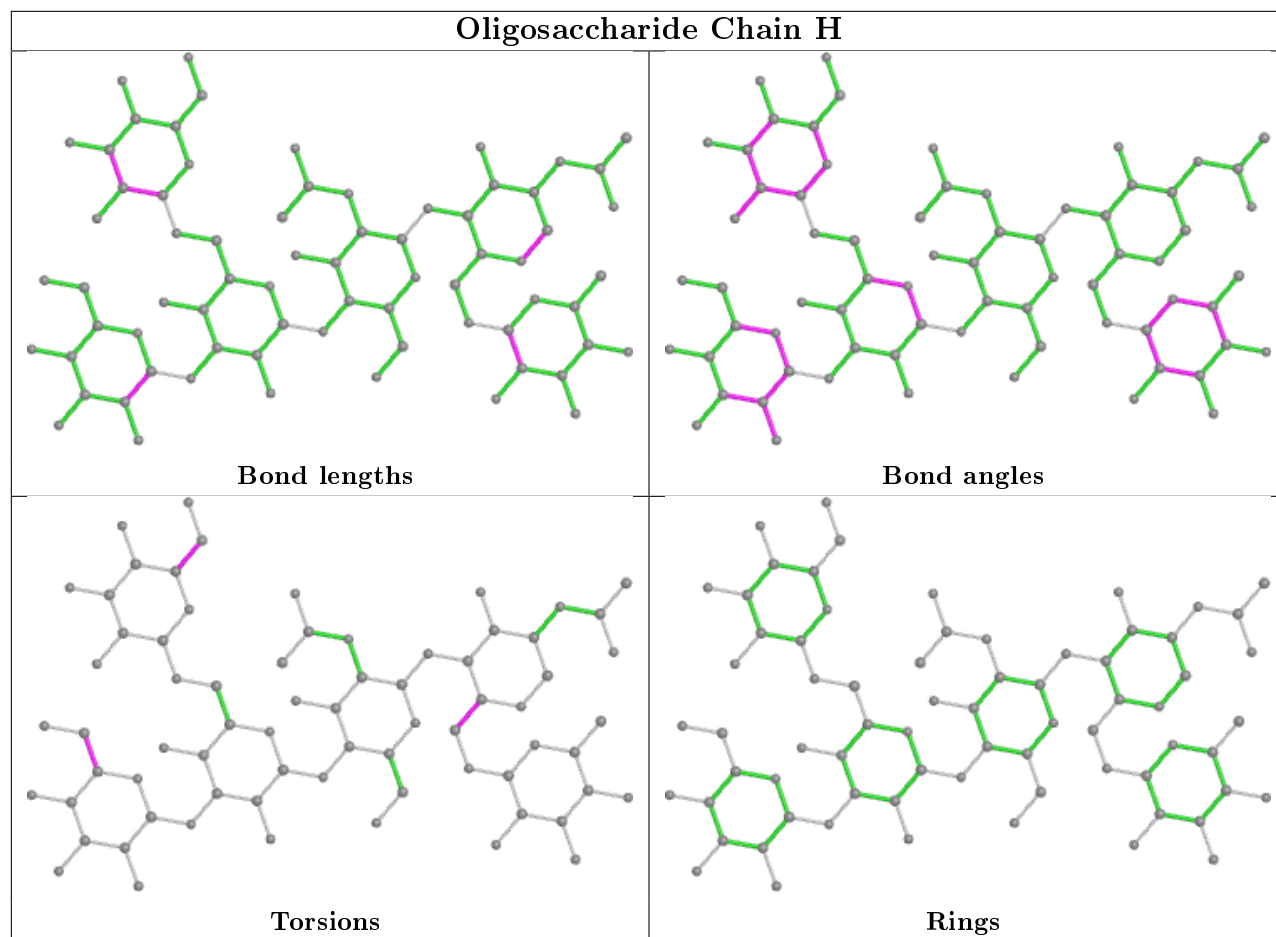 Oligosaccharide Chain H
Bond lengths
Bond angles
Torsions
Rings